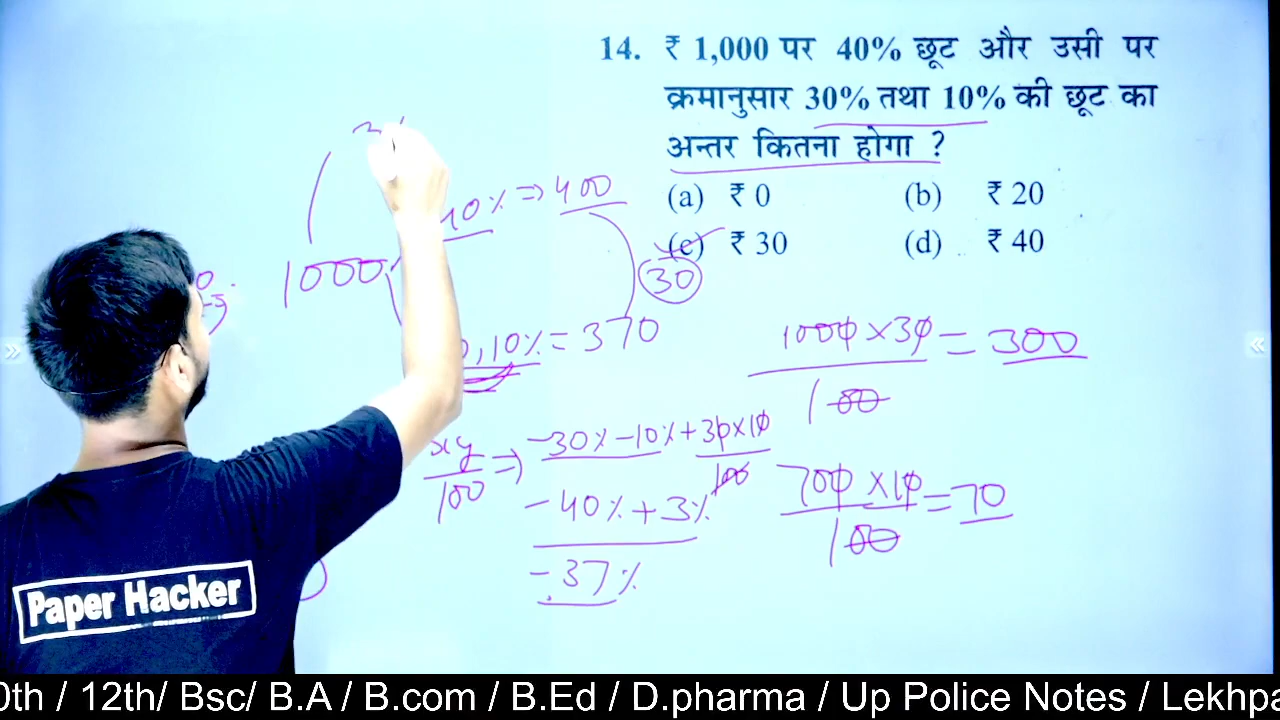 14. ₹ 1,000 पर 40% छूट और उसी पर
क्रमानुसार 30% तथा 10% की छूट का
अन्तर कितना होगा ?
(a) ₹ 0 (b) ₹ 20
(c) ₹ 30 (d) ₹ 40
10% ⇒ 400
1000
30
,10% = 370
1000 × 30 = 300
100
xy ⇒ -30% - 10% + 30×10
100 100
-40% + 3%
-37%
700 × 10 = 70
100
Paper Hacker
0th / 12th/ Bsc/ B.A / B.com / B.Ed / D.pharma / Up Police Notes / Lekhpa